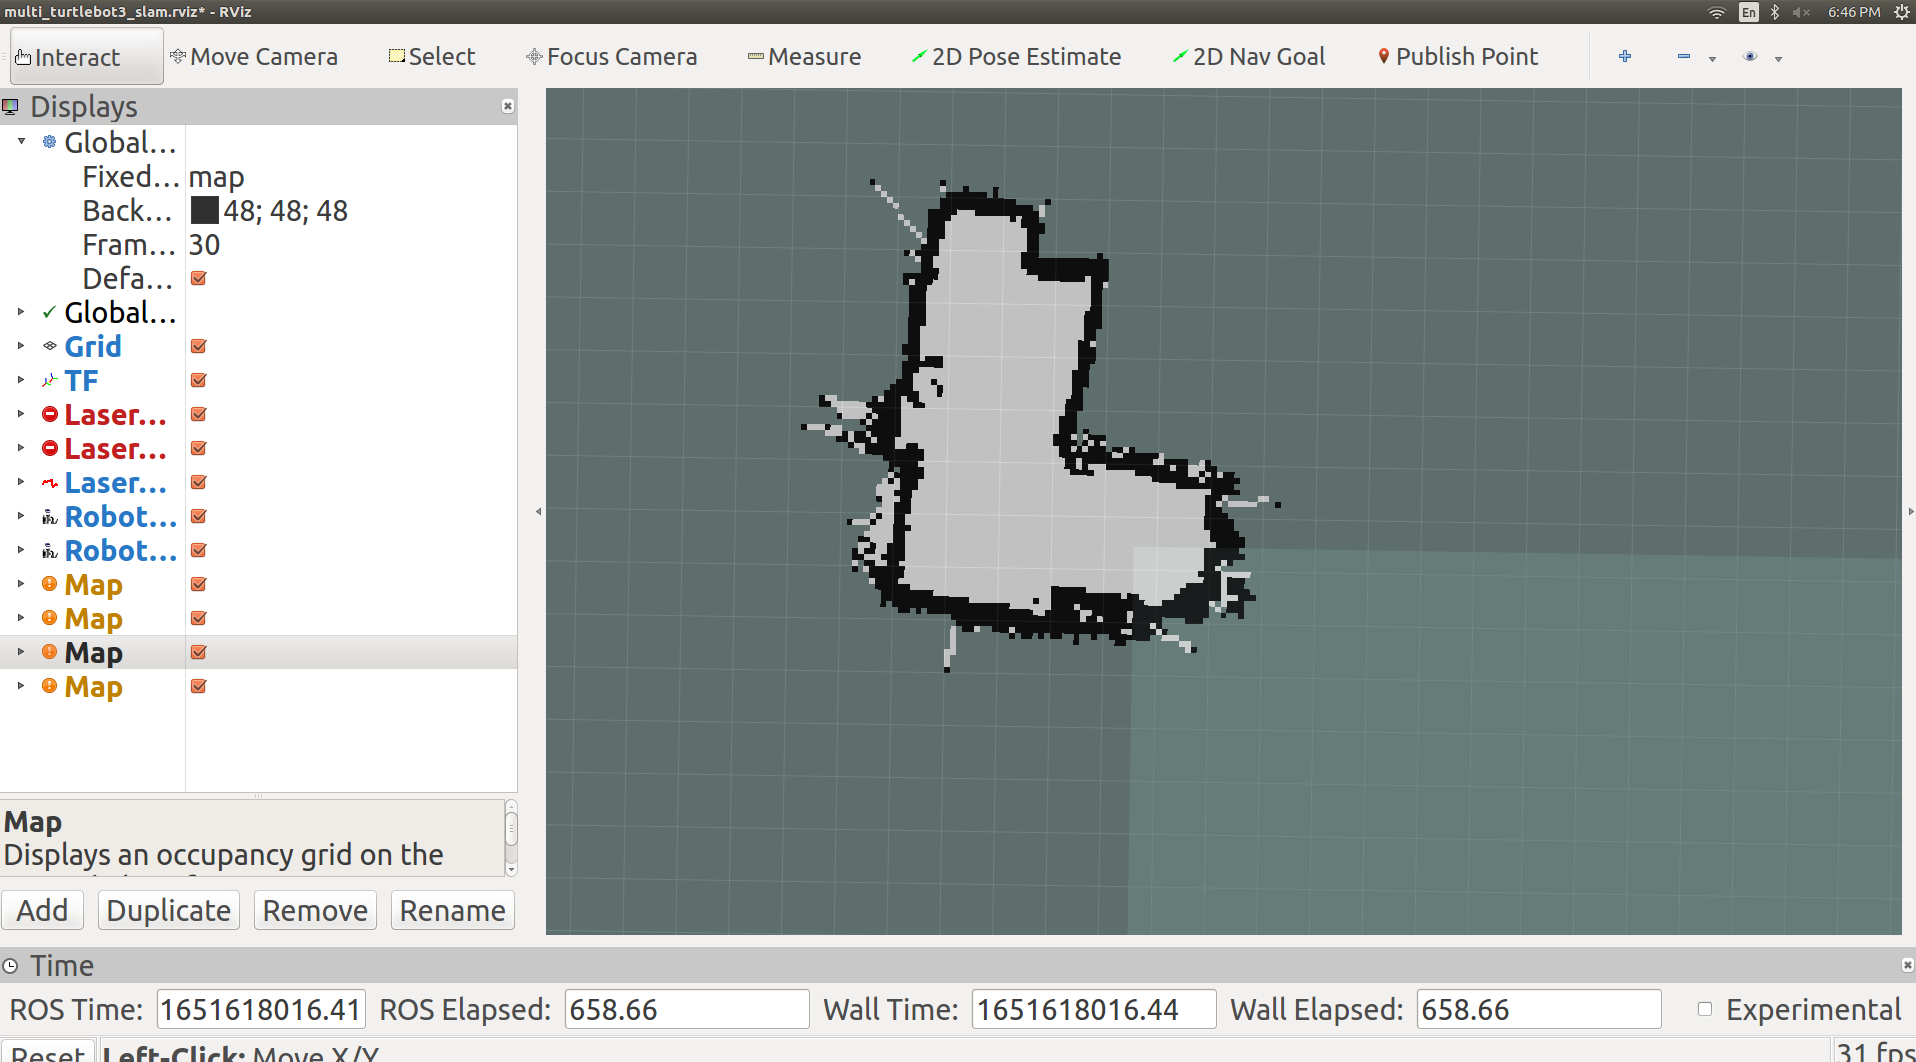 multi_turtlebot3_slam.rviz* - RViz
En
6:46 PM
Interact
Move Camera
Select
Focus Camera
Measure
2D Pose Estimate
2D Nav Goal
Publish Point
Displays
Global...
Fixed... map
Back... 48; 48; 48
Fram... 30
Defa...
Global...
Grid
TF
Laser...
Laser...
Laser...
Robot...
Robot...
Map
Map
Map
Map
Map
Displays an occupancy grid on the
Add Duplicate Remove Rename
Time
ROS Time: 1651618016.41 ROS Elapsed: 658.66 Wall Time: 1651618016.44 Wall Elapsed: 658.66 Experimental
Reset Left-Click: Move X/Y. 31 fps